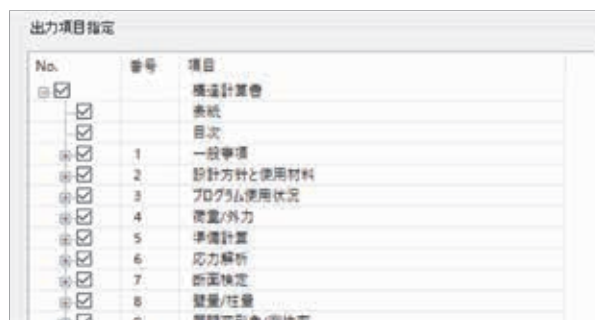 出力項目指定
No. 番号 項目
構造計算書
表紙
目次
1 一般事項
2 設計方針と使用材料
3 プログラム使用状況
4 荷重/外力
5 準備計算
6 応力解析
7 断面検定
8 壁量/柱量